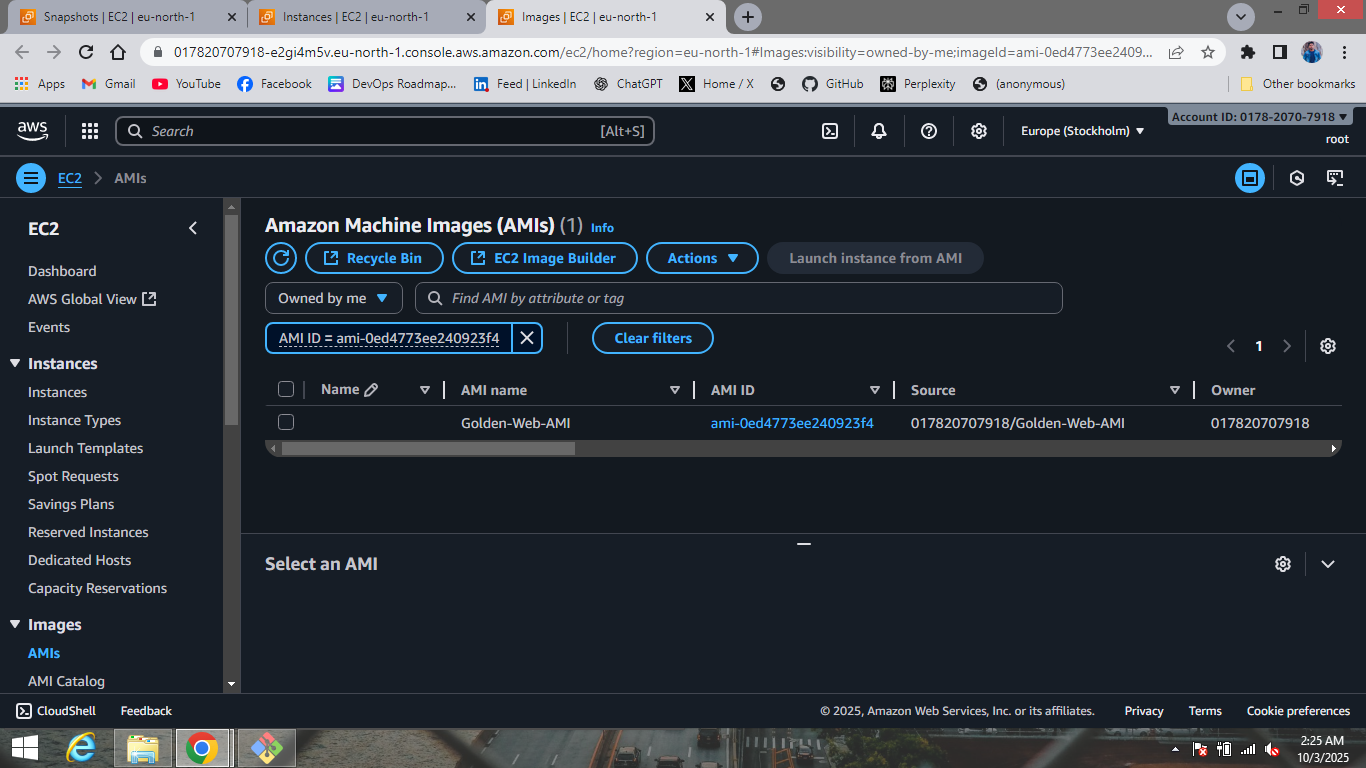 Snapshots | EC2 | eu-north-1
Instances | EC2 | eu-north-1
Images | EC2 | eu-north-1
017820707918-e2gi4m5v.eu-north-1.console.aws.amazon.com/ec2/home?region=eu-north-1#Images:visibility=owned-by-me;imageId=ami-0ed4773ee2409...
Apps
Gmail
YouTube
Facebook
DevOps Roadmap...
Feed | LinkedIn
ChatGPT
Home / X
GitHub
Perplexity
(anonymous)
Other bookmarks
aws
Search
[Alt+S]
Europe (Stockholm)
Account ID: 0178-2070-7918
root
EC2
AMIs
EC2
Dashboard
AWS Global View
Events
Instances
Instances
Instance Types
Launch Templates
Spot Requests
Savings Plans
Reserved Instances
Dedicated Hosts
Capacity Reservations
Images
AMIs
AMI Catalog
Amazon Machine Images (AMIs) (1) Info
Recycle Bin
EC2 Image Builder
Actions
Launch instance from AMI
Owned by me
Find AMI by attribute or tag
AMI ID = ami-0ed4773ee240923f4
Clear filters
1
Name
AMI name
AMI ID
Source
Owner
Golden-Web-AMI
ami-0ed4773ee240923f4
017820707918/Golden-Web-AMI
017820707918
Select an AMI
CloudShell
Feedback
© 2025, Amazon Web Services, Inc. or its affiliates.
Privacy
Terms
Cookie preferences
2:25 AM
10/3/2025